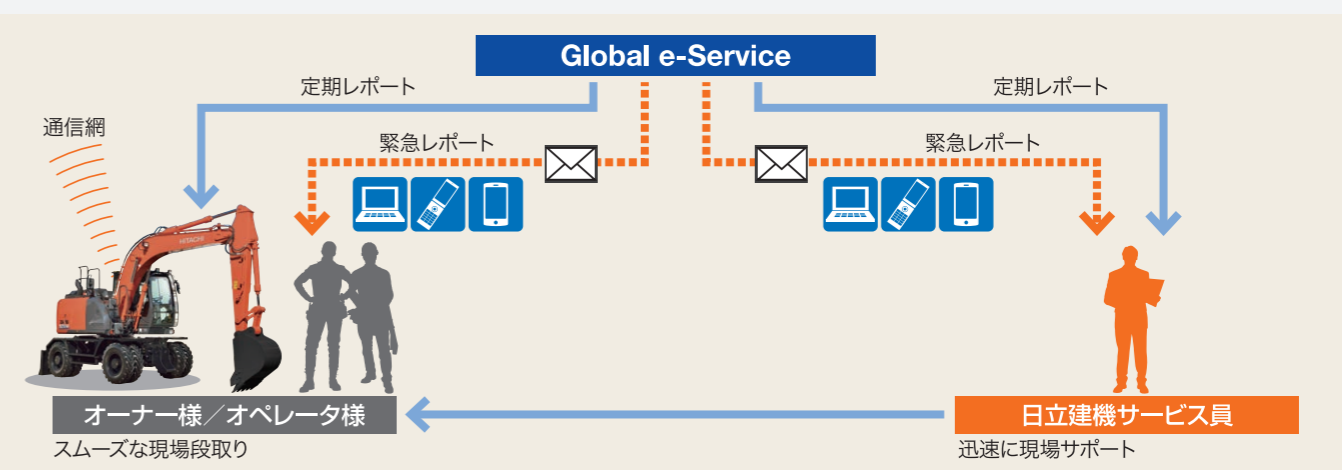 Global e-Service
定期レポート
定期レポート
通信網
緊急レポート
緊急レポート
HITACHI
オーナー様／オペレータ様
日立建機サービス員
スムーズな現場段取り
迅速に現場サポート